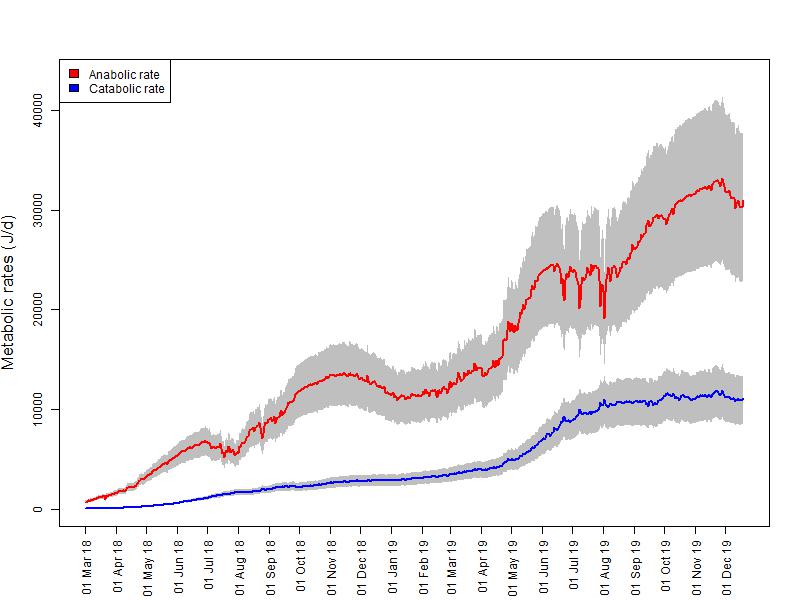 Anabolic rate
Catabolic rate
Metabolic rates (J/d)
40000
30000
20000
10000
0
01 Mar 18
01 Apr 18
01 May 18
01 Jun 18
01 Jul 18
01 Aug 18
01 Sep 18
01 Oct 18
01 Nov 18
01 Dec 18
01 Jan 19
01 Feb 19
01 Mar 19
01 Apr 19
01 May 19
01 Jun 19
01 Jul 19
01 Aug 19
01 Sep 19
01 Oct 19
01 Nov 19
01 Dec 19